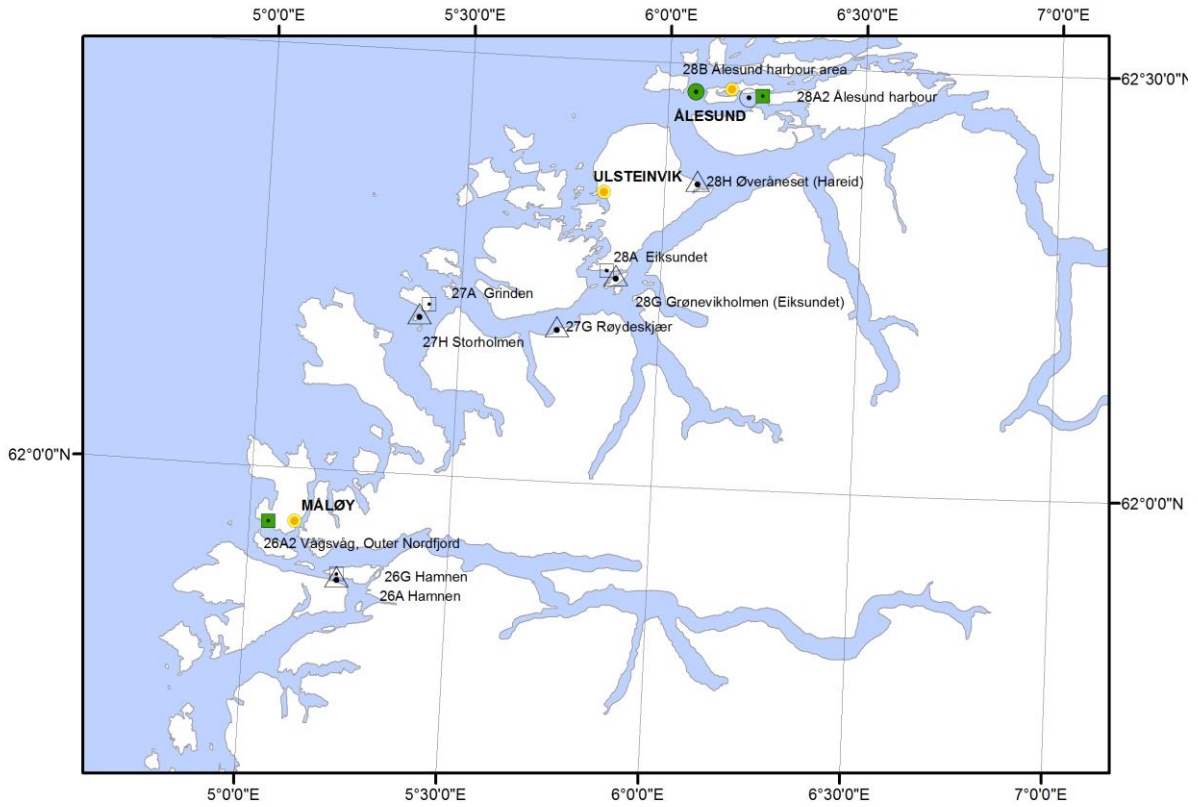 5°0'0"E
5°30'0"E
6°00'0"E
6°30'0"E
7°00'0"E
28B Ålesund harbour area
62°30'0"N
28A2 Ålesund harbour
ÅLESUND
ULSTEINVIK
28H Øveråneset (Hareid)
28A Eiksundet
27A Grinden
28G Grønevikholmen (Eiksundet)
27G Røydeskjær
27H Storholmen
62°0'0"N
62°0'0"N
MÅLØY
26A2 Vågsvåg, Outer Nordfjord
26G Hamnen
26A Hamnen
5°0'0"E
5°30'0"E
6°0'0"E
6°30'0"E
7°0'0"E